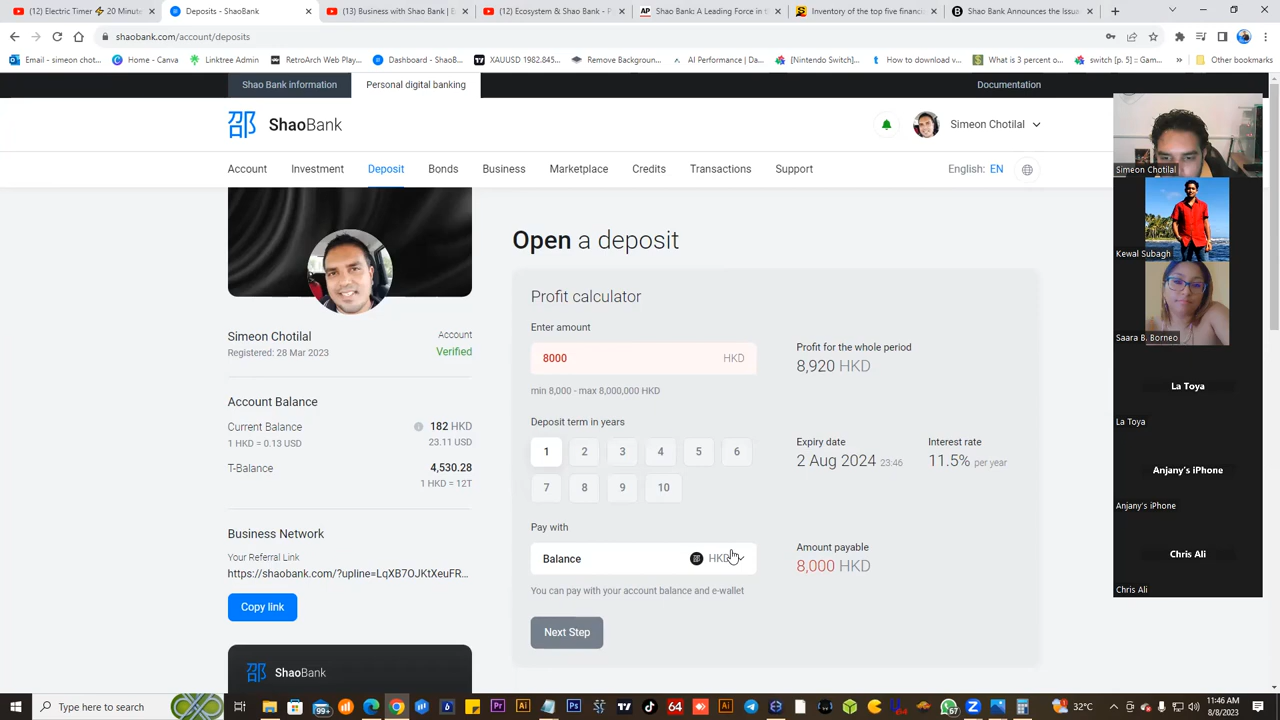 (12) Electric Timer ⚡ 20 Minut
Deposits - ShaoBank
(13) Business with Shao Bank | E
(12) Ecosystem & Shao Bank - P
Shao Bank: A Leading Force in t
Inventory of the top five financi
Shao Bank Announces the Issua
shaobank.com/account/deposits
Email - simeon chot...
Home - Canva
Linktree Admin
RetroArch Web Play...
Dashboard - ShaoB...
XAUUSD 1982.845...
Remove Backgroun...
AI Performance | Da...
[Nintendo Switch]...
How to download v...
What is 3 percent o...
switch [p. 5] :: Gam...
Other bookmarks
Shao Bank information
Personal digital banking
Documentation
邵 ShaoBank
Simeon Chotilal
Account
Investment
Deposit
Bonds
Business
Marketplace
Credits
Transactions
Support
English: EN
Simeon Chotilal
Registered: 28 Mar 2023
Account
Verified
Account Balance
Current Balance
182 HKD
1 HKD = 0.13 USD
23.11 USD
T-Balance
4,530.28
1 HKD = 12T
Business Network
Your Referral Link
https://shaobank.com/?upline=LqXB7OJKtXeuFR...
Copy link
邵 ShaoBank
Open a deposit
Profit calculator
Enter amount
8000 HKD
min 8,000 - max 8,000,000 HKD
Profit for the whole period
8,920 HKD
Deposit term in years
1 2 3 4 5 6
7 8 9 10
Expiry date
2 Aug 2024 23:46
Interest rate
11.5% per year
Pay with
Balance HKD
You can pay with your account balance and e-wallet
Amount payable
8,000 HKD
Next Step
Simeon Chotilal
Kewal Subagh
Saara B. Borneo
La Toya
La Toya
Anjany's iPhone
Anjany's iPhone
Chris Ali
Chris Ali
Type here to search
99+
32°C
11:46 AM
8/8/2023